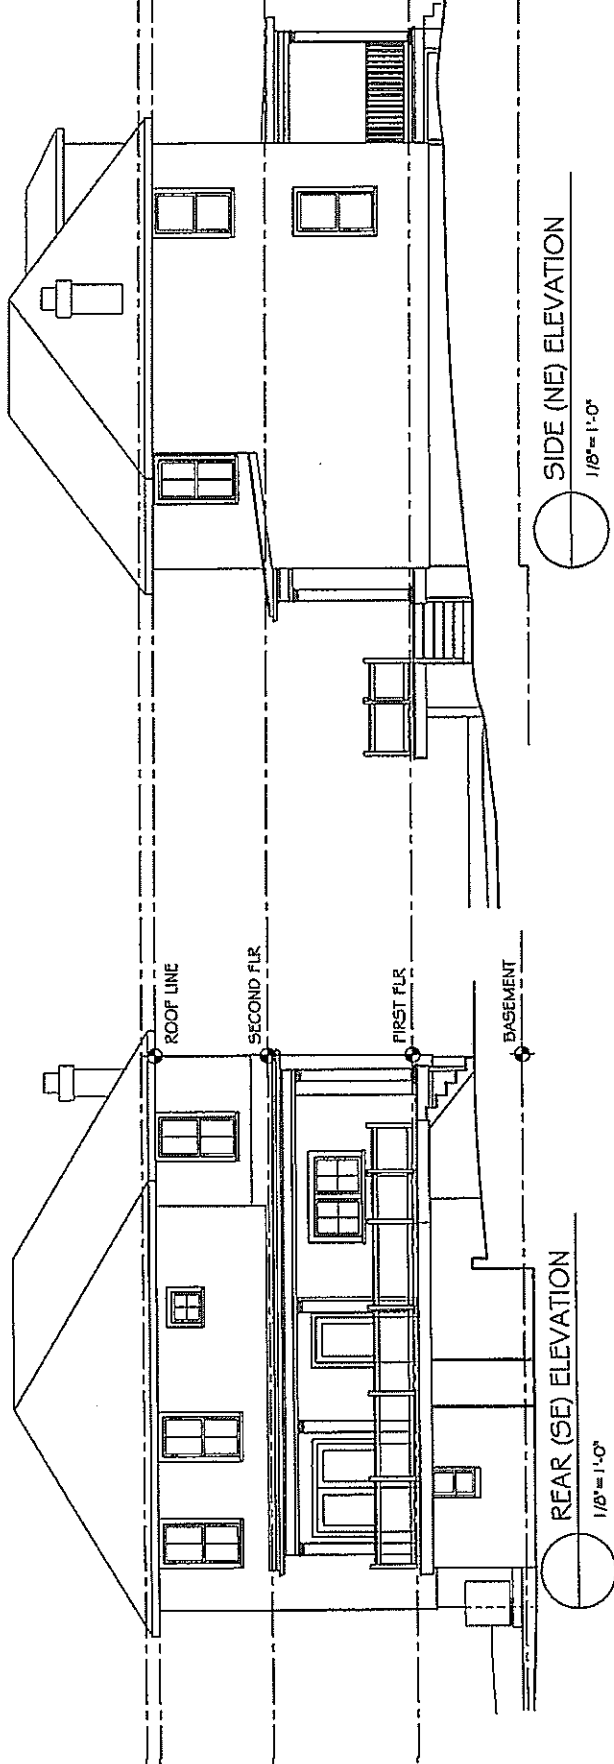 ROOF LINE
SECOND FLR
FIRST FLR
BASEMENT
REAR (SE) ELEVATION
1/8"=1'-0"
SIDE (NE) ELEVATION
1/8"=1'-0"